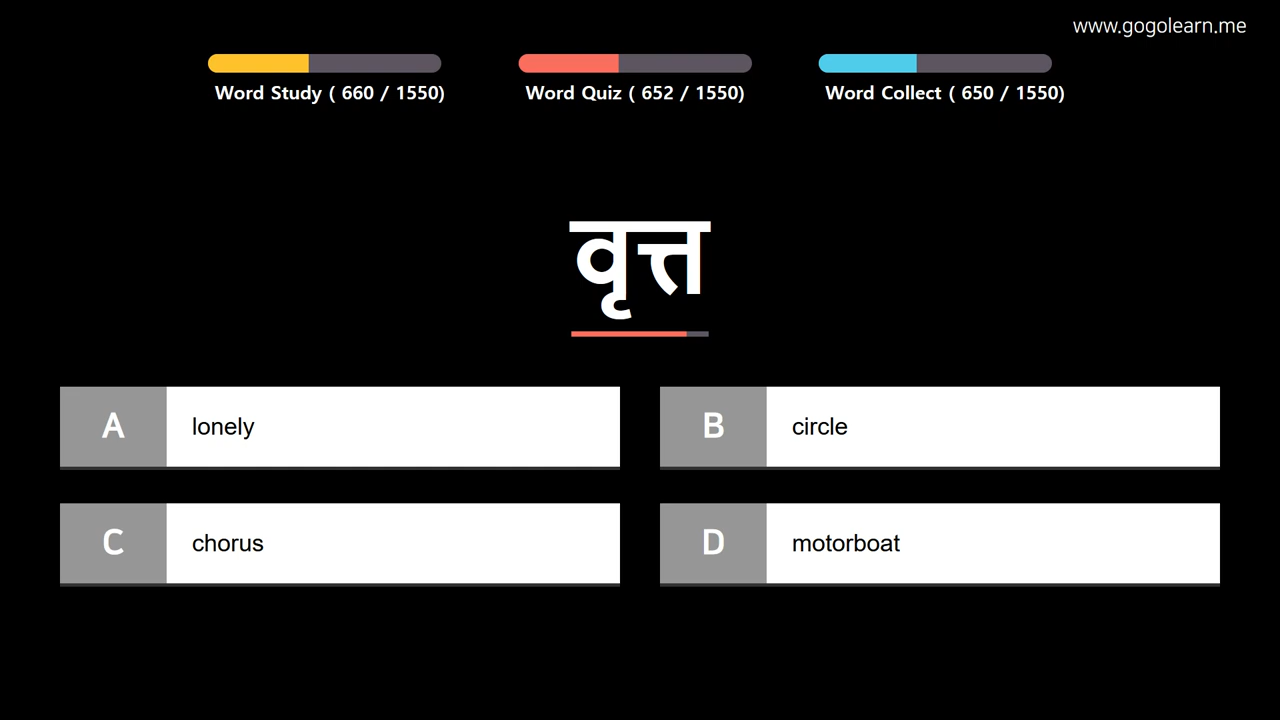 www.gogolearn.me
Word Study ( 660 / 1550)
Word Quiz ( 652 / 1550)
Word Collect ( 650 / 1550)
वृत्त
A lonely
B circle
C chorus
D motorboat